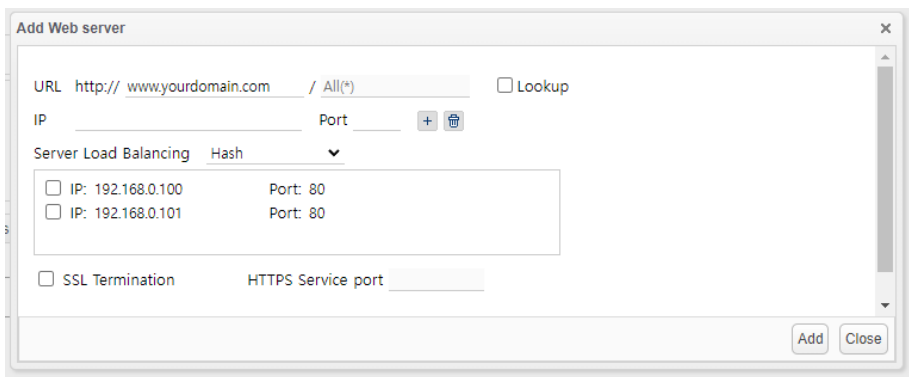 Add Web server ×
URL http:// www.yourdomain.com / All(*) Lookup
IP Port +
Server Load Balancing Hash
IP: 192.168.0.100 Port: 80
IP: 192.168.0.101 Port: 80
SSL Termination HTTPS Service port
Add Close